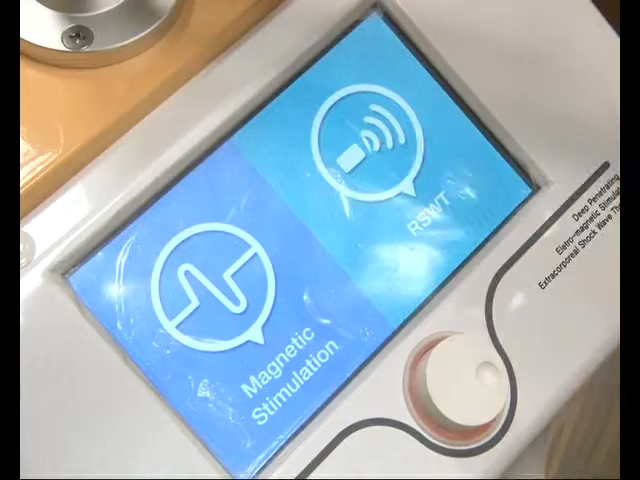 Magnetic
Stimulation
RSWT
Deep Penetrating
Eletro-magnetic
Extracorporeal Shock Wave